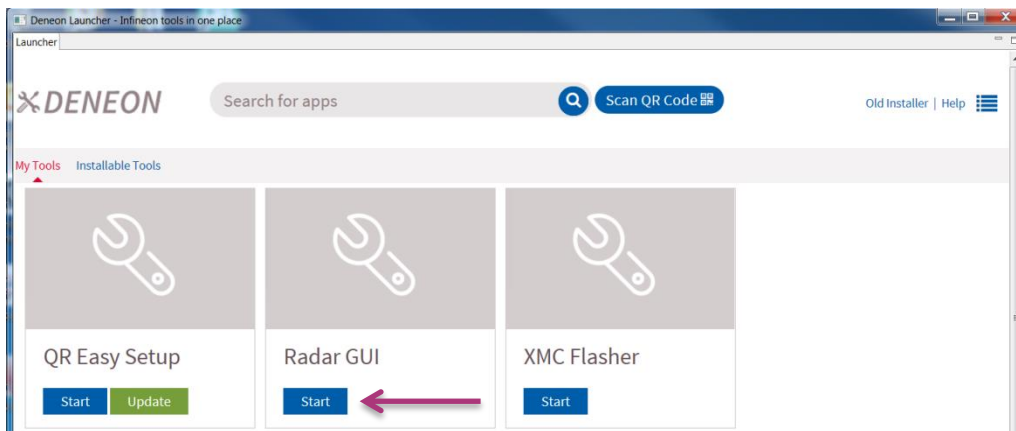 Deneon Launcher - Infineon tools in one place
Launcher
DENEON
Search for apps
Scan QR Code
Old Installer | Help
My Tools Installable Tools
QR Easy Setup
Radar GUI
XMC Flasher
Start Update
Start
Start